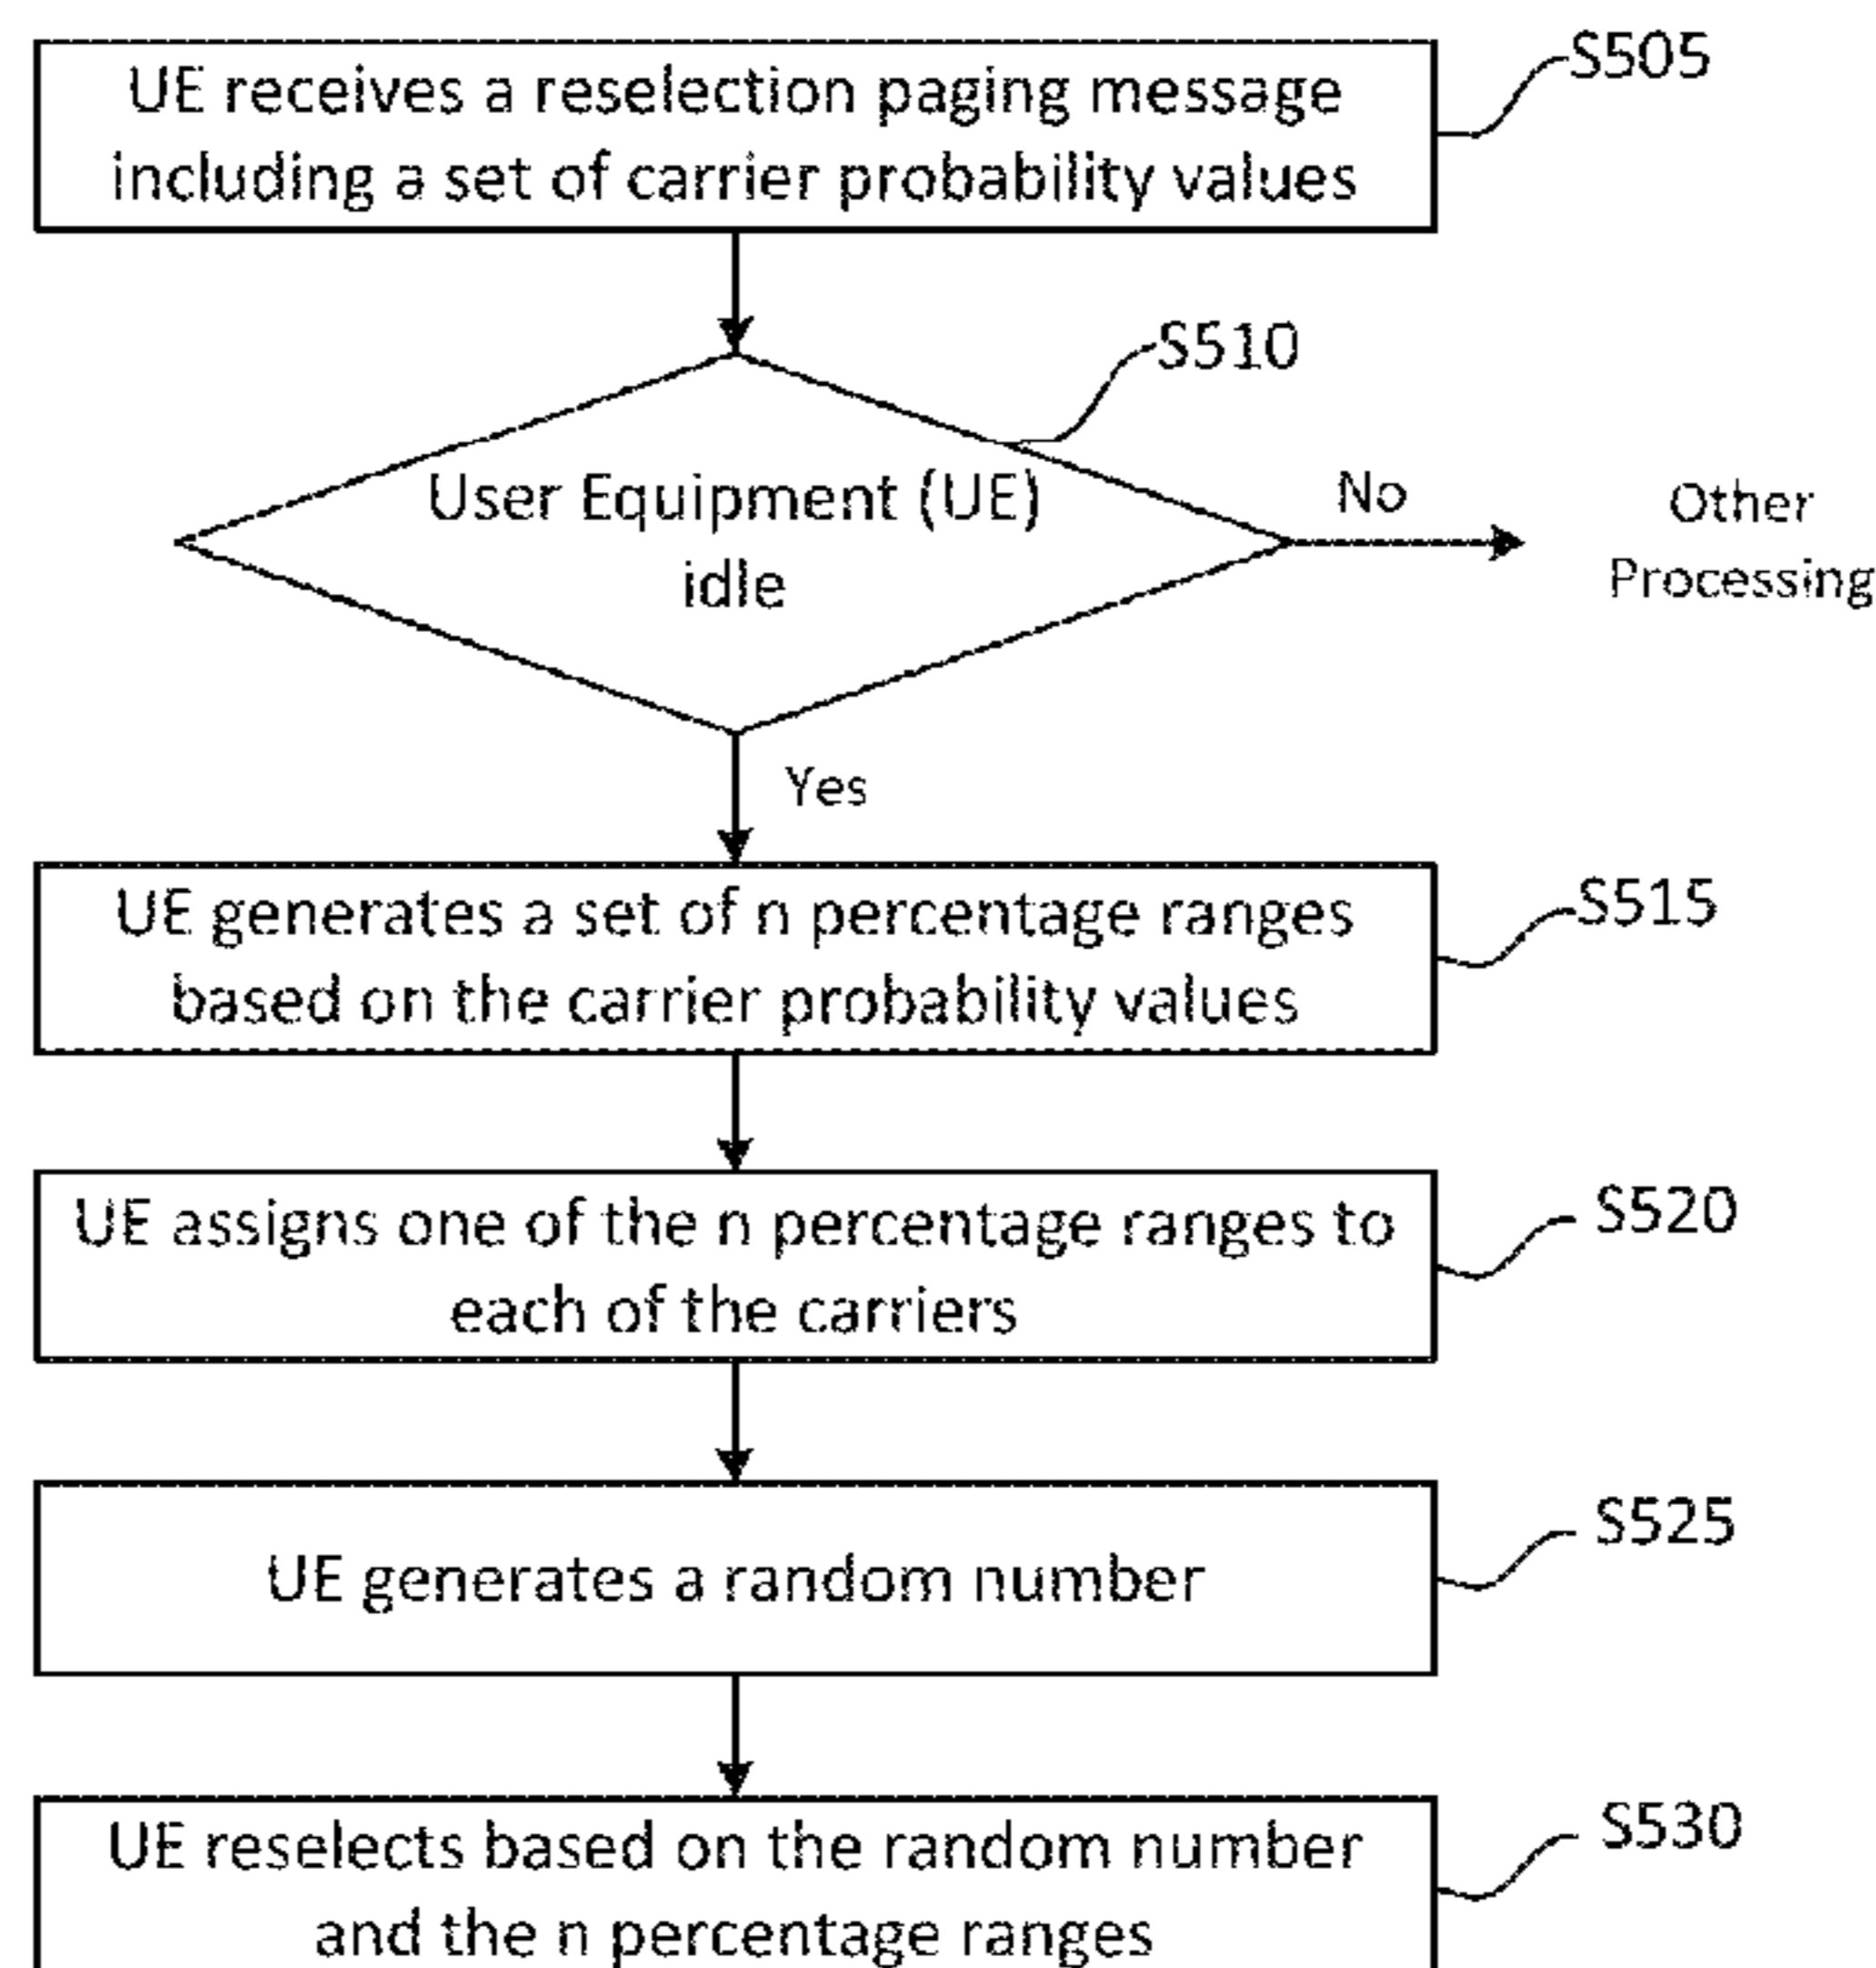 UE receives a reselection paging message
including a set of carrier probability values
S505
S510
User Equipment (UE)
idle
No
Other
Processing
Yes
UE generates a set of n percentage ranges
based on the carrier probability values
S515
UE assigns one of the n percentage ranges to
each of the carriers
S520
UE generates a random number
S525
UE reselects based on the random number
and the n percentage ranges
S530